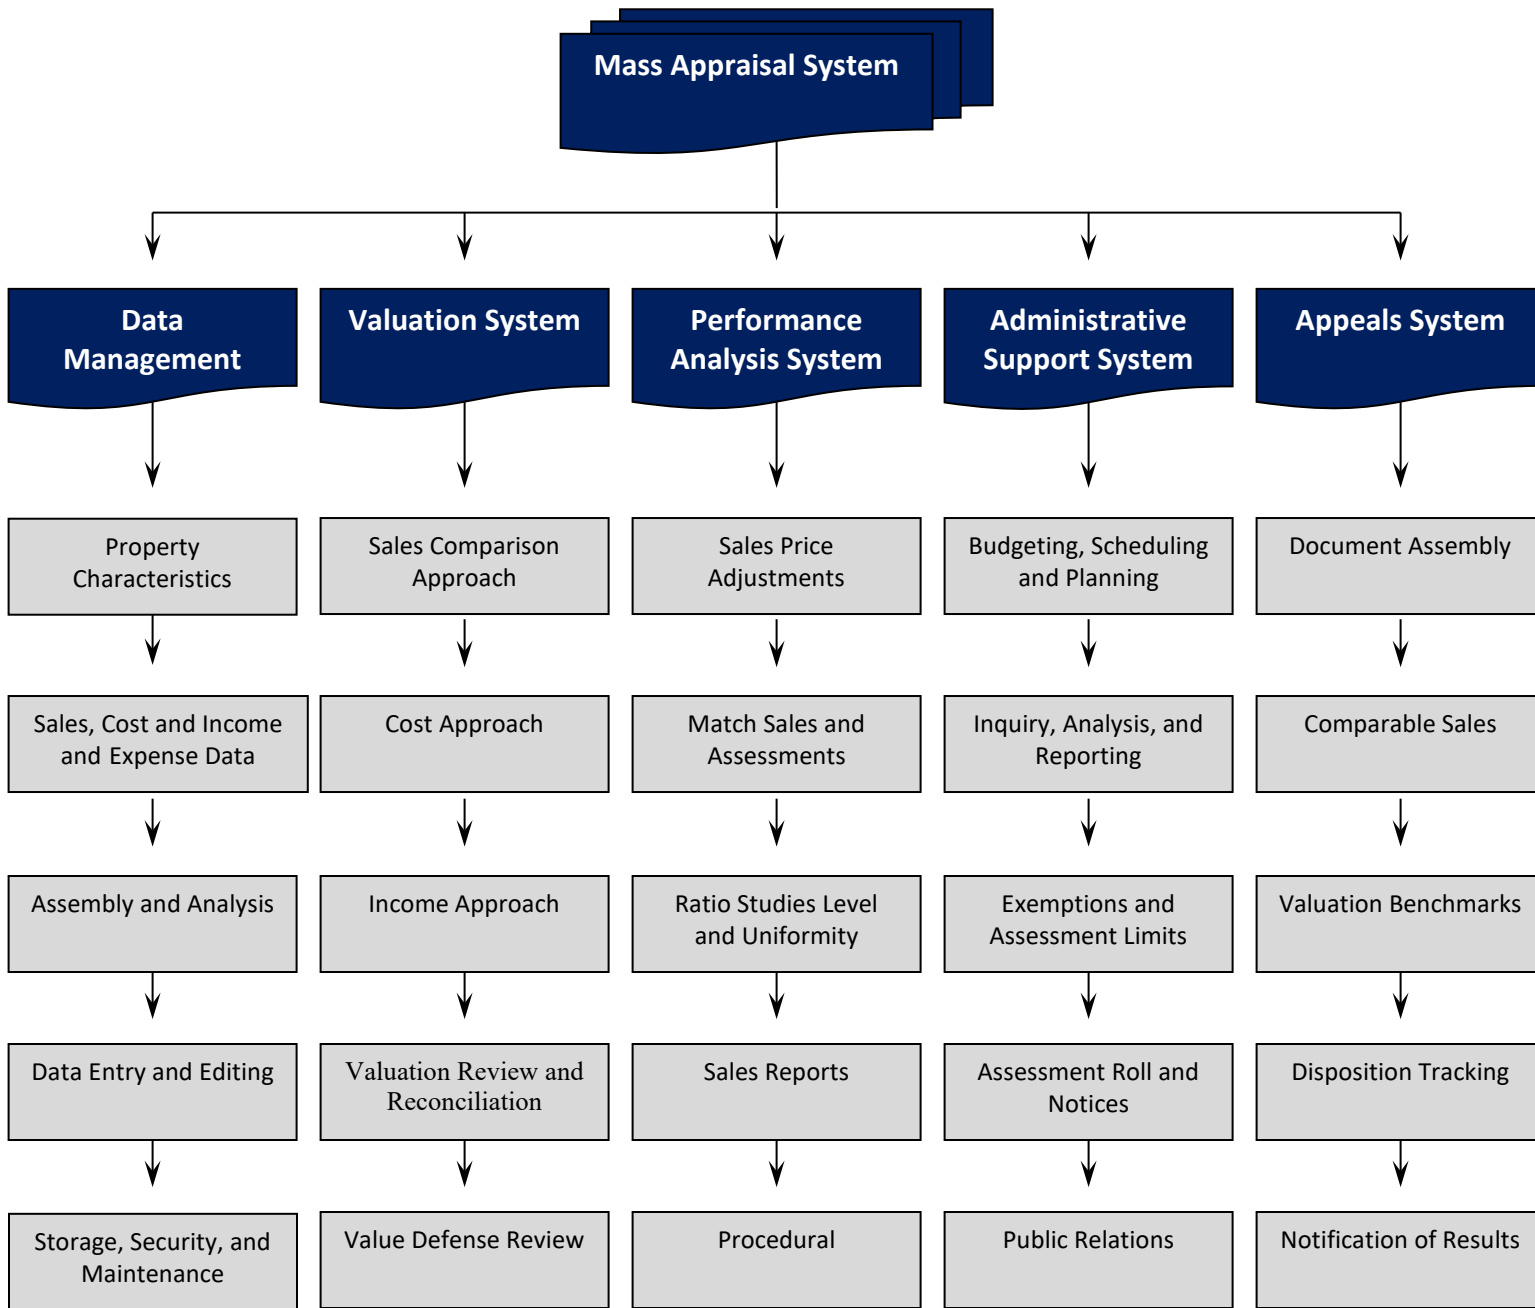 Mass Appraisal System
Data
Management
Valuation System
Performance
Analysis System
Administrative
Support System
Appeals System
Property
Characteristics
Sales Comparison
Approach
Sales Price
Adjustments
Budgeting, Scheduling
and Planning
Document Assembly
Sales, Cost and Income
and Expense Data
Cost Approach
Match Sales and
Assessments
Inquiry, Analysis, and
Reporting
Comparable Sales
Assembly and Analysis
Income Approach
Ratio Studies Level
and Uniformity
Exemptions and
Assessment Limits
Valuation Benchmarks
Data Entry and Editing
Valuation Review and
Reconciliation
Sales Reports
Assessment Roll and
Notices
Disposition Tracking
Storage, Security, and
Maintenance
Value Defense Review
Procedural
Public Relations
Notification of Results